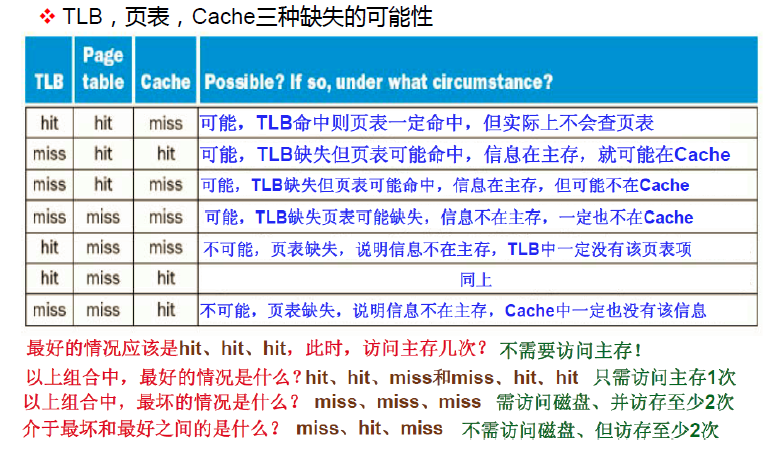 ❖ TLB，页表，Cache三种缺失的可能性
TLB Page table Cache Possible? If so, under what circumstance?
hit hit miss 可能，TLB命中则页表一定命中，但实际上不会查页表
miss hit hit 可能，TLB缺失但页表可能命中，信息在主存，就可能在Cache
miss hit miss 可能，TLB缺失但页表可能命中，信息在主存，但可能不在Cache
miss miss miss 可能，TLB缺失页表可能缺失，信息不在主存，一定也不在Cache
hit miss miss 不可能，页表缺失，说明信息不在主存，TLB中一定没有该页表项
hit miss hit 同上
miss miss hit 不可能，页表缺失，说明信息不在主存，Cache中一定也没有该信息
最好的情况应该是hit、hit、hit，此时，访问主存几次？ 不需要访问主存！
以上组合中，最好的情况是什么？hit、hit、miss和miss、hit、hit 只需访问主存1次
以上组合中，最坏的情况是什么？ miss、miss、miss 需访问磁盘、并访存至少2次
介于最坏和最好之间的是什么？ miss、hit、miss 不需访问磁盘、但访存至少2次